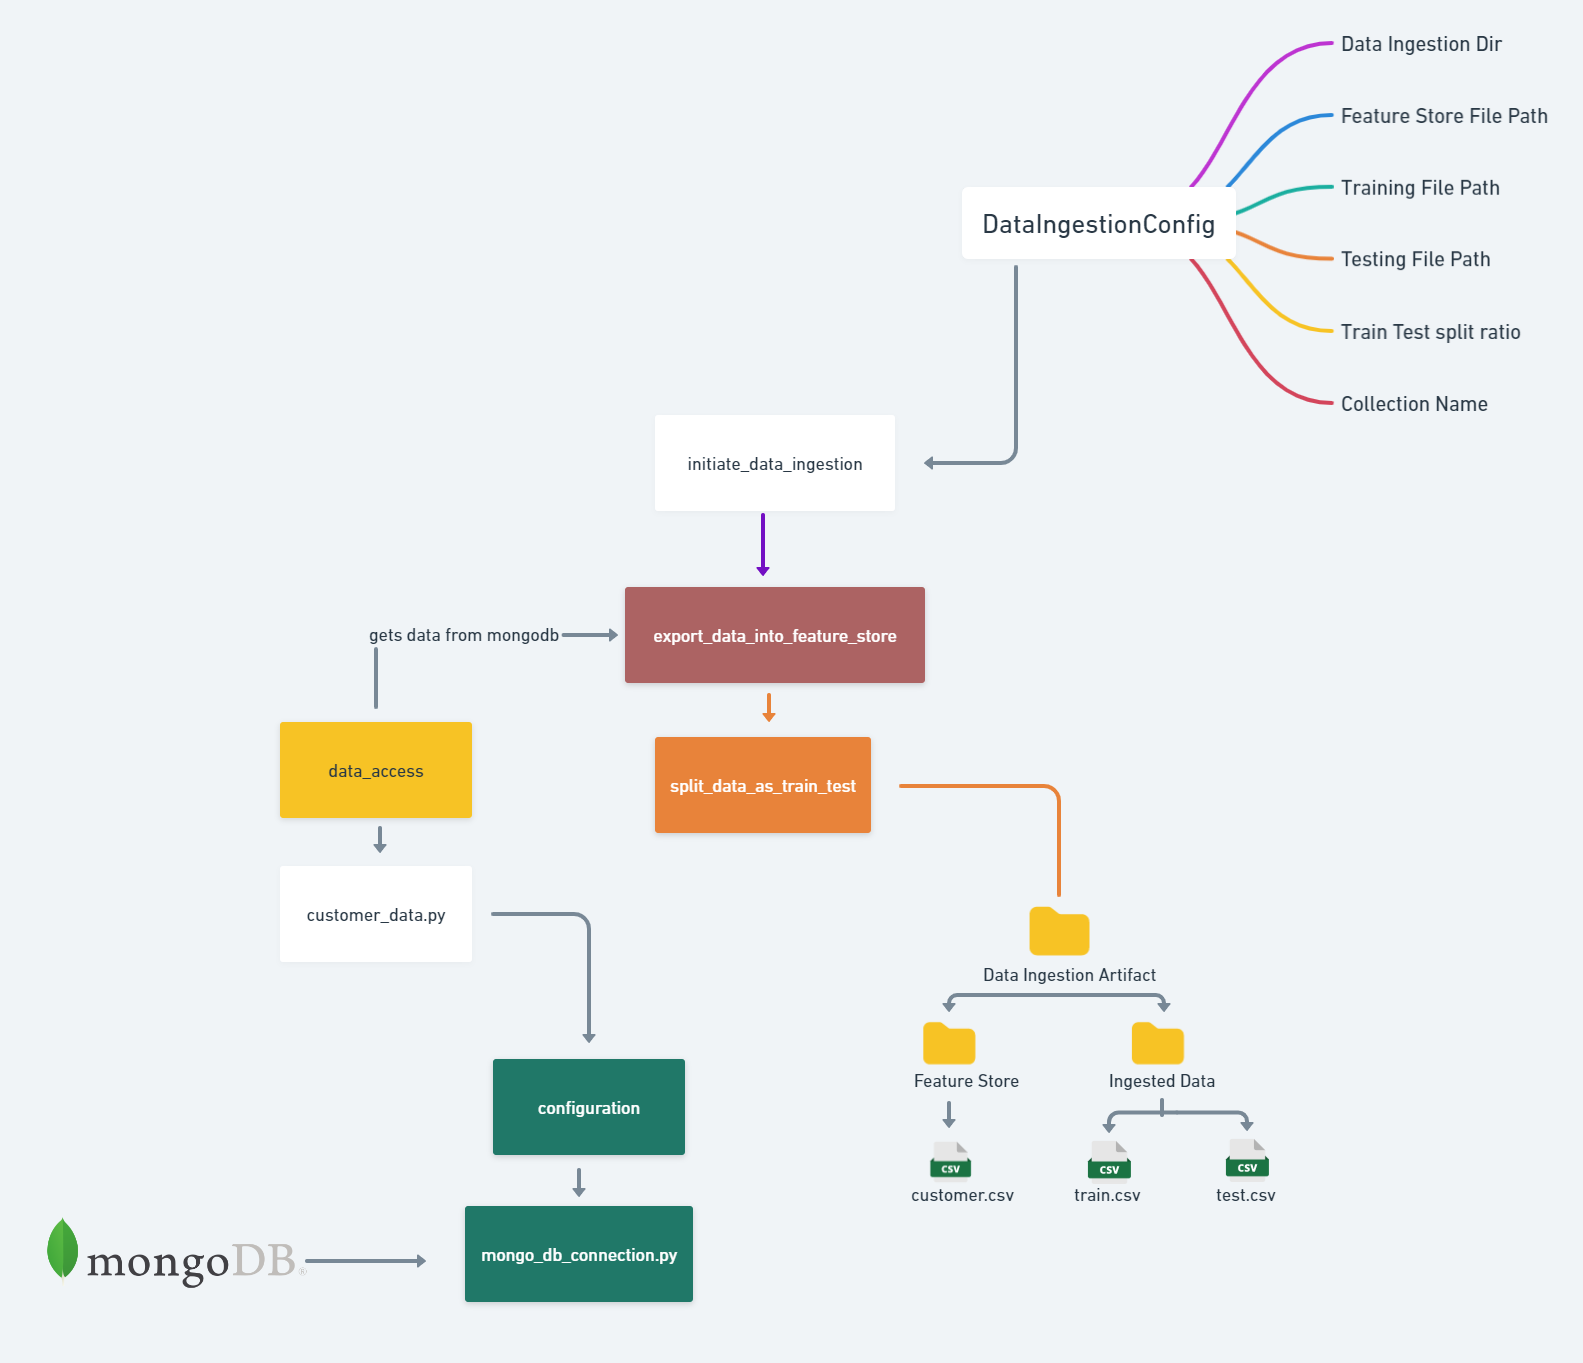 Data Ingestion Dir
Feature Store File Path
Training File Path
DataIngestionConfig
Testing File Path
Train Test split ratio
Collection Name
initiate_data_ingestion
gets data from mongodb
export_data_into_feature_store
data_access
split_data_as_train_test
customer_data.py
Data Ingestion Artifact
Feature Store
Ingested Data
configuration
CSV
CSV
CSV
customer.csv
train.csv
test.csv
mongoDB®
mongo_db_connection.py